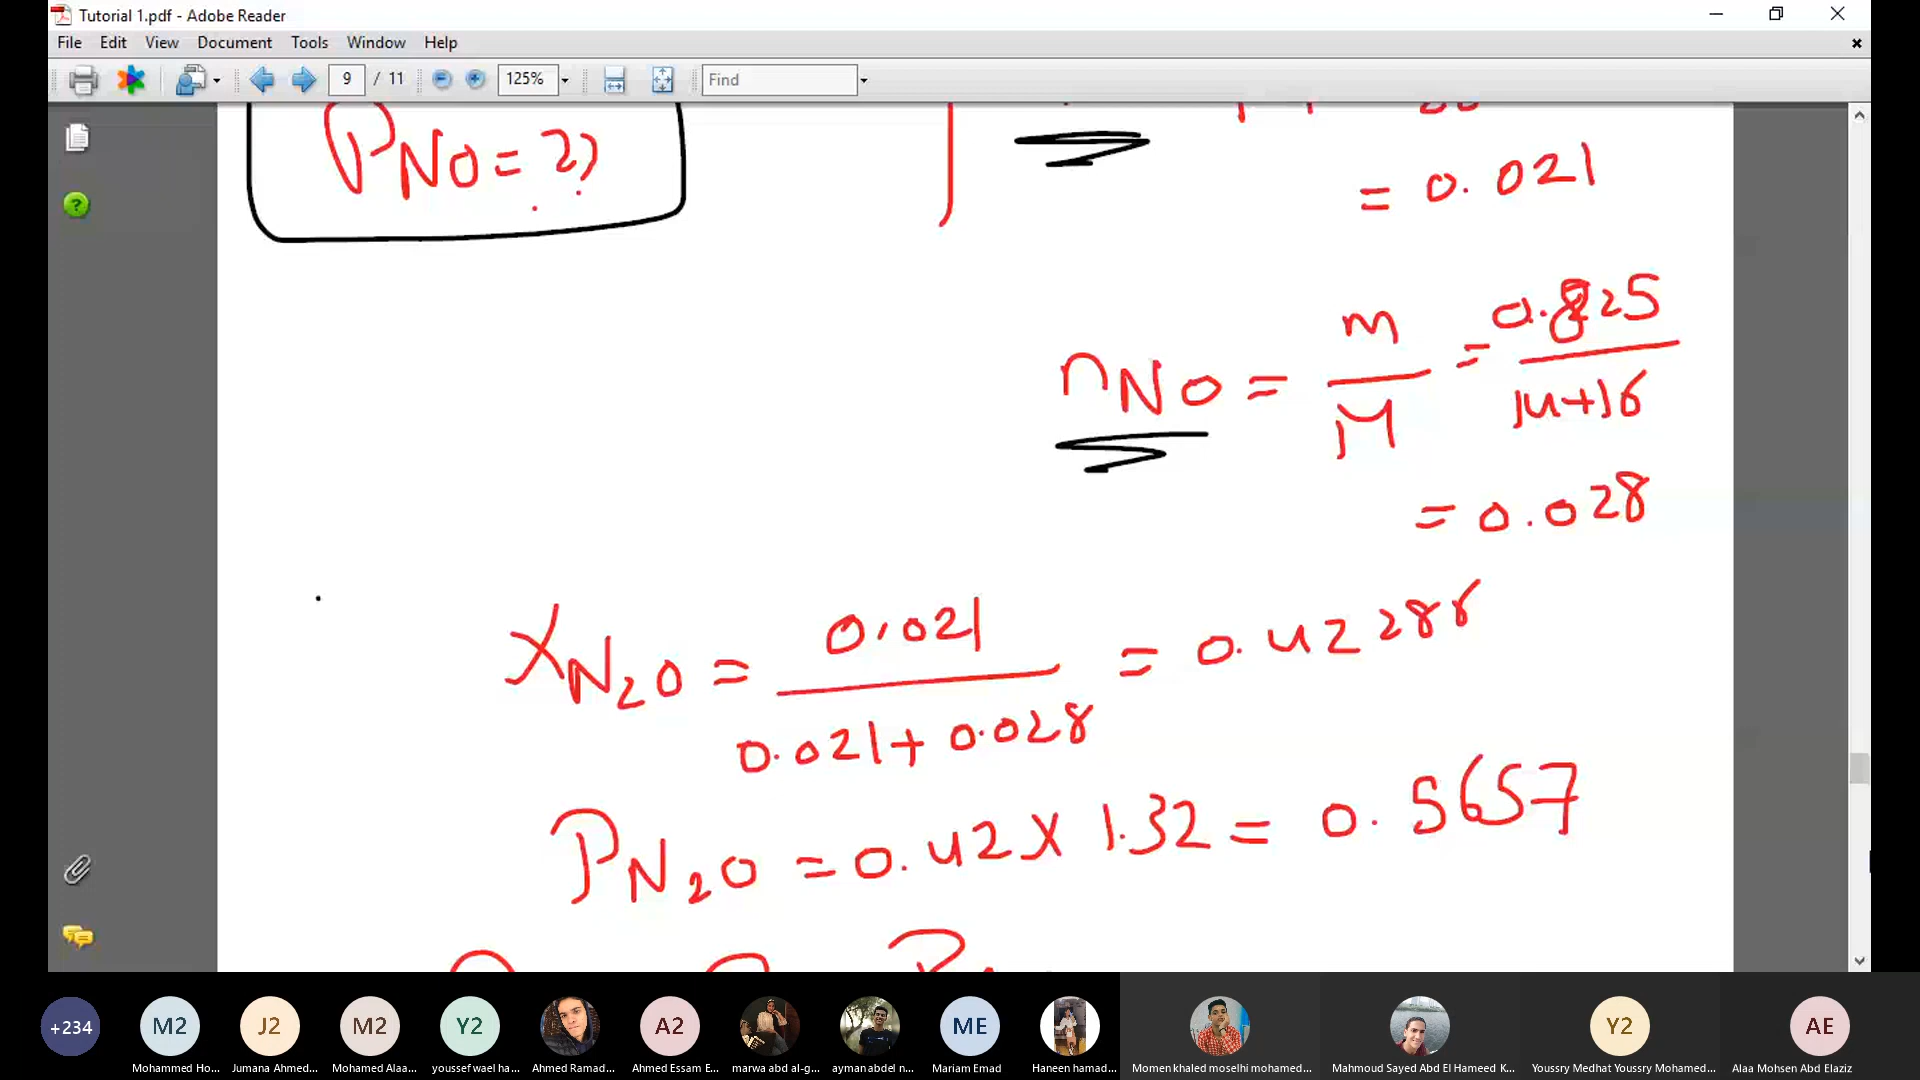 Tutorial 1.pdf - Adobe Reader
File Edit View Document Tools Window Help
9 / 11 125% Find
P NO = ??
= 0.021
n NO = m / M = 0.825 / 14+16
= 0.028
X N2O = 0.021 / 0.021+0.028 = 0.42286
P N2O = 0.42 X 1.32 = 0.5657
+234 M2 J2 M2 Y2 A2 ME Y2 AE
Mohammed Ho... Jumana Ahmed... Mohamed Alaa... youssef wael ha... Ahmed Ramad... Ahmed Essam E... marwa abd al-g... ayman abdel n... Mariam Emad Haneen hamad... Momen khaled moselhi mohamed... Mahmoud Sayed Abd El Hameed K... Youssry Medhat Youssry Mohamed... Alaa Mohsen Abd Elaziz